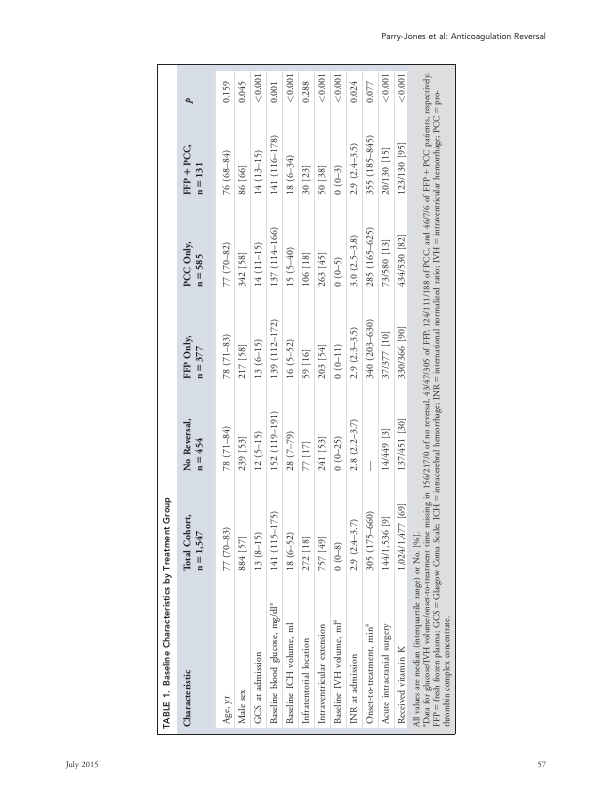 Parry-Jones et al: Anticoagulation Reversal
TABLE 1. Baseline Characteristics by Treatment Group
Characteristic Total Cohort, n = 1,547 No Reversal, n = 454 FFP Only, n = 377 PCC Only, n = 585 FFP + PCC, n = 131 p
Age, yr 77 (70–83) 78 (71–84) 78 (71–83) 77 (70–82) 76 (68–84) 0.159
Male sex 884 [57] 239 [53] 217 [58] 342 [58] 86 [66] 0.045
GCS at admission 13 (8–15) 12 (5–15) 13 (6–15) 14 (11–15) 14 (13–15) <0.001
Baseline blood glucose, mg/dlᵃ 141 (115–175) 152 (119–191) 139 (112–172) 137 (114–166) 141 (116–178) 0.001
Baseline ICH volume, ml 18 (6–52) 28 (7–79) 16 (5–52) 15 (5–40) 18 (6–34) <0.001
Infratentorial location 272 [18] 77 [17] 59 [16] 106 [18] 30 [23] 0.288
Intraventricular extension 757 [49] 241 [53] 203 [54] 263 [45] 50 [38] <0.001
Baseline IVH volume, mlᵃ 0 (0–8) 0 (0–25) 0 (0–11) 0 (0–5) 0 (0–3) <0.001
INR at admission 2.9 (2.4–3.7) 2.8 (2.2–3.7) 2.9 (2.3–3.5) 3.0 (2.5–3.8) 2.9 (2.4–3.5) 0.024
Onset-to-treatment, minᵃ 305 (175–660) — 340 (203–630) 285 (165–625) 355 (185–845) 0.077
Acute intracranial surgery 144/1,536 [9] 14/449 [3] 37/377 [10] 73/580 [13] 20/130 [15] <0.001
Received vitamin K 1,024/1,477 [69] 137/451 [30] 330/366 [90] 434/530 [82] 123/130 [95] <0.001
All values are median (interquartile range) or No. [%].
ᵃData for glucose/IVH volume/onset-to-treatment time missing in 156/217/0 of no reversal, 43/47/305 of FFP, 124/111/188 of PCC, and 46/7/6 of FFP + PCC patients, respectively.
FFP = fresh frozen plasma; GCS = Glasgow Coma Scale; ICH = intracerebral hemorrhage; INR = international normalized ratio; IVH = intraventricular hemorrhage; PCC = pro-
thrombin complex concentrate.
July 2015 57